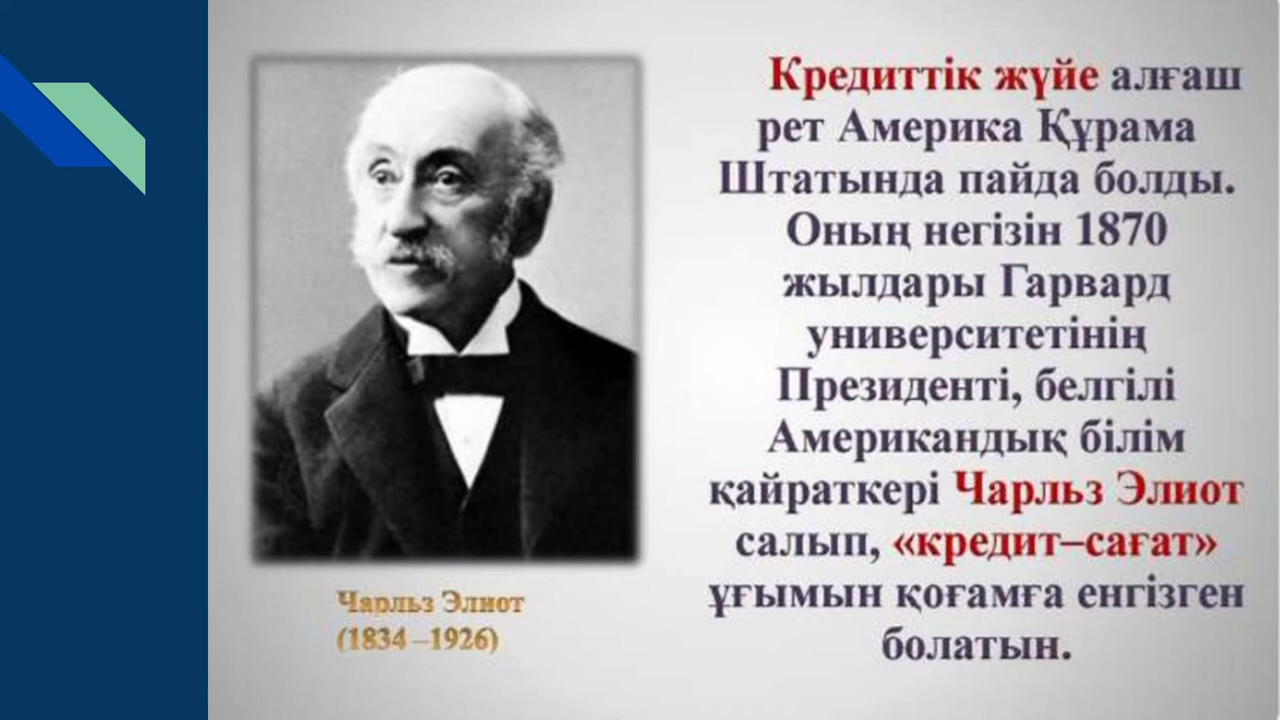 Кредиттік жүйе алғаш
рет Америка Құрама
Штатында пайда болды.
Оның негізін 1870
жылдары Гарвард
университетінің
Президенті, белгілі
Американдық білім
қайраткері Чарльз Элиот
салып, «кредит–сағат»
ұғымын қоғамға енгізген
болатын.
Чарльз Элиот
(1834 –1926)